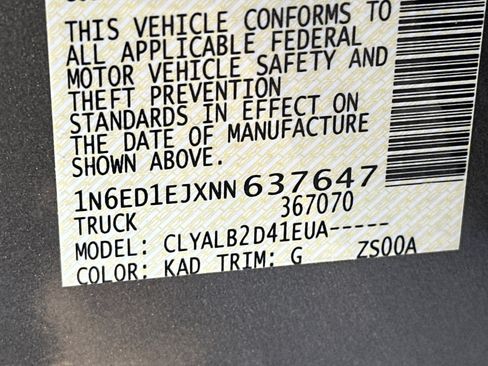 THIS VEHICLE CONFORMS TO
ALL APPLICABLE FEDERAL
MOTOR VEHICLE SAFETY AND
THEFT PREVENTION
STANDARDS IN EFFECT ON
THE DATE OF MANUFACTURE
SHOWN ABOVE.
1N6ED1EJXNN637647
TRUCK 367070
MODEL: CLYALB2D41EUA-----
COLOR: KAD TRIM: G ZS00A